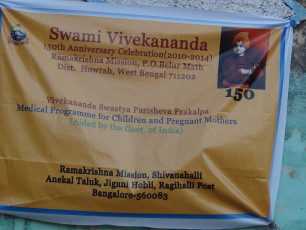 Swami Vivekananda
150th Anniversary Celebration(2010-2014)
Ramakrishna Mission, P.O.Belur Math
Dist. Howrah, West Bengal 711202
150
Vivekananda Swastya Parisheva Prakalpa
Medical Programme for Children and Pregnant Mothers
(Aided by the Govt. of India)
Ramakrishna Mission, Shivanahalli
Anekal Taluk, Jigani Hobli, Ragihalli Post
Bangalore-560083